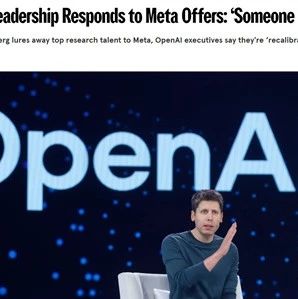 eadership Responds to Meta Offers: ‘Someone
erg lures away top research talent to Meta, OpenAI executives say they’re ‘recalibra
OpenA